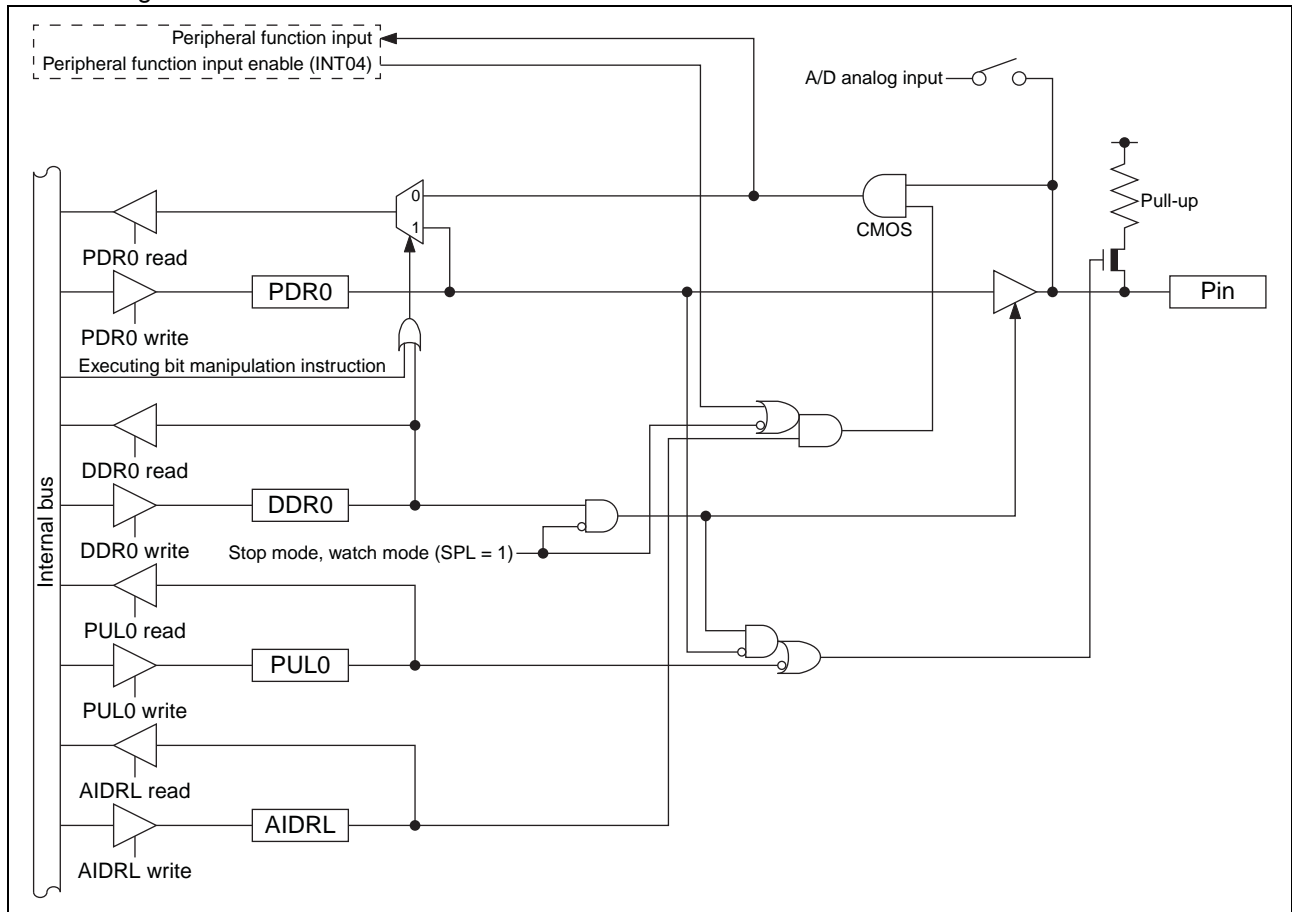 Peripheral function input
Peripheral function input enable (INT04)
A/D analog input
0
Pull-up
1
CMOS
PDR0 read
PDR0
Pin
PDR0 write
Executing bit manipulation instruction
DDR0 read
Internal bus
DDR0
DDR0 write
Stop mode, watch mode (SPL = 1)
PUL0 read
PUL0
PUL0 write
AIDRL read
AIDRL
AIDRL write